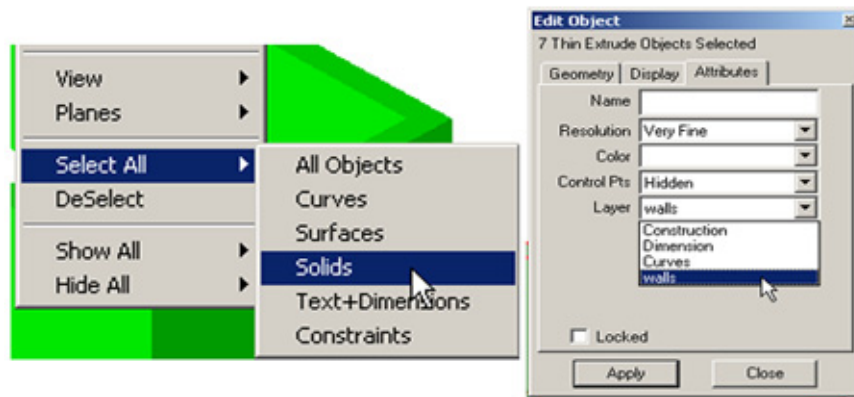 View
Planes
Select All
DeSelect
Show All
Hide All
All Objects
Curves
Surfaces
Solids
Text+Dimensions
Constraints
Edit Object
7 Thin Extrude Objects Selected
Geometry Display Attributes
Name
Resolution Very Fine
Color
Control Pts Hidden
Layer walls
Construction
Dimension
Curves
walls
Locked
Apply Close